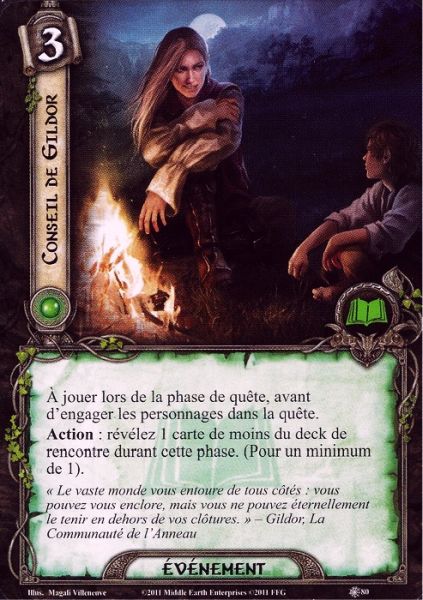 3
CONSEIL DE GILDOR
À jouer lors de la phase de quête, avant
d’engager les personnages dans la quête.
Action : révélez 1 carte de moins du deck de
rencontre durant cette phase. (Pour un minimum
de 1).
« Le vaste monde vous entoure de tous côtés : vous
pouvez vous enclore, mais vous ne pouvez éternellement
le tenir en dehors de vos clôtures. » – Gildor, La
Communauté de l’Anneau
ÉVÉNEMENT
Illus. Magali Villeneuve ©2011 Middle Earth Enterprises ©2011 FFG 80